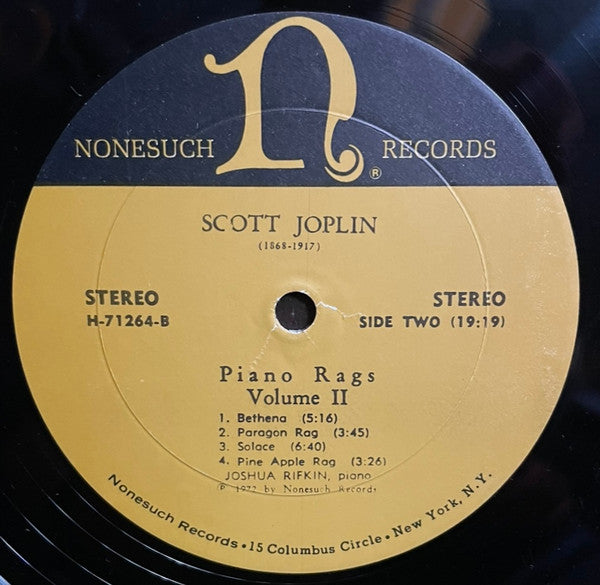 n
NONESUCH RECORDS
®
SCOTT JOPLIN
(1868-1917)
STEREO STEREO
H-71264-B SIDE TWO (19:19)
Piano Rags
Volume II
1. Bethena (5:16)
2. Paragon Rag (3:45)
3. Solace (6:40)
4. Pine Apple Rag (3:26)
JOSHUA RIFKIN, piano
℗ 1972 by Nonesuch Records
Nonesuch Records • 15 Columbus Circle • New York, N.Y.